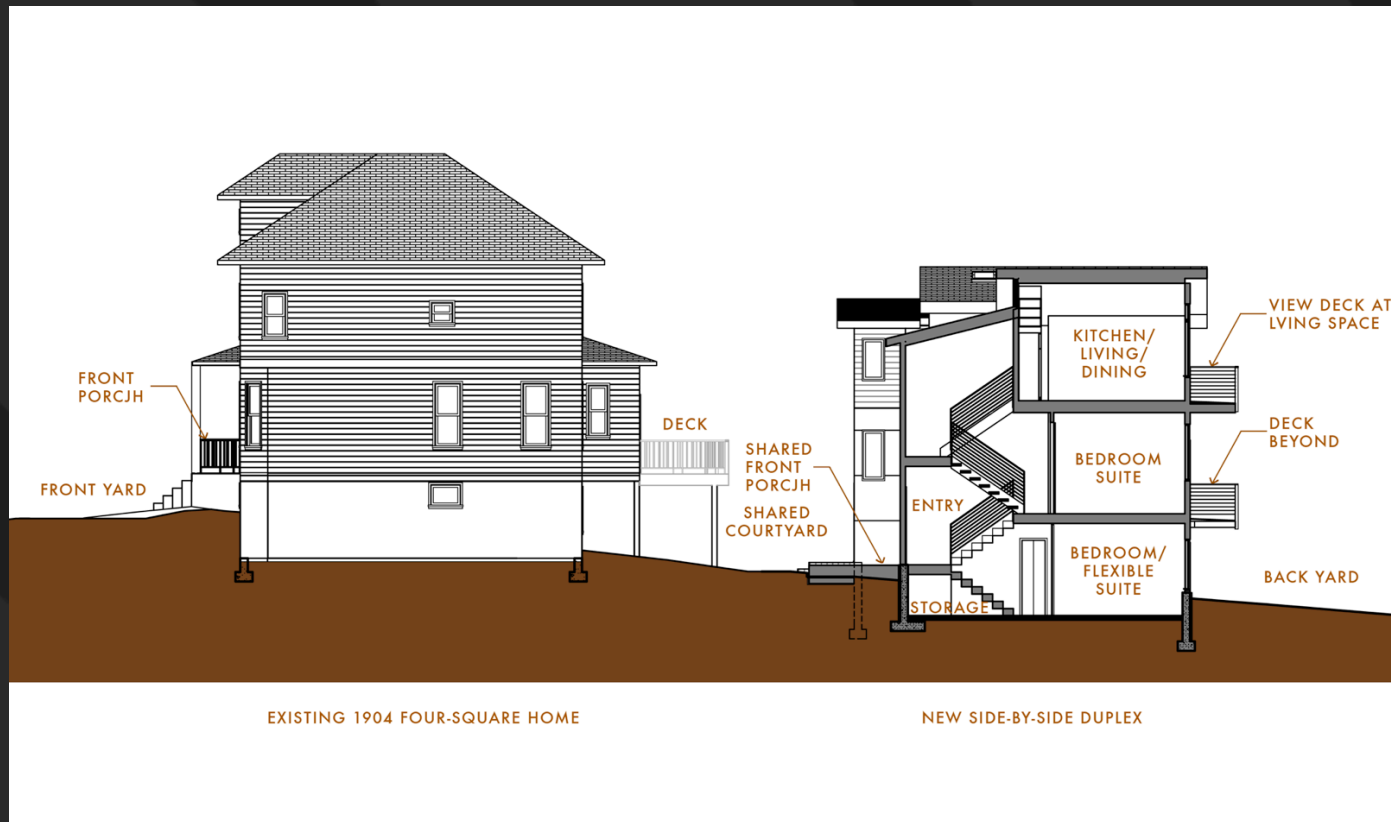 FRONT
PORCJH
FRONT YARD
DECK
SHARED
FRONT
PORCJH
SHARED
COURTYARD
ENTRY
STORAGE
KITCHEN/
LIVING/
DINING
BEDROOM
SUITE
BEDROOM/
FLEXIBLE
SUITE
VIEW DECK AT
LVING SPACE
DECK
BEYOND
BACK YARD
EXISTING 1904 FOUR-SQUARE HOME
NEW SIDE-BY-SIDE DUPLEX